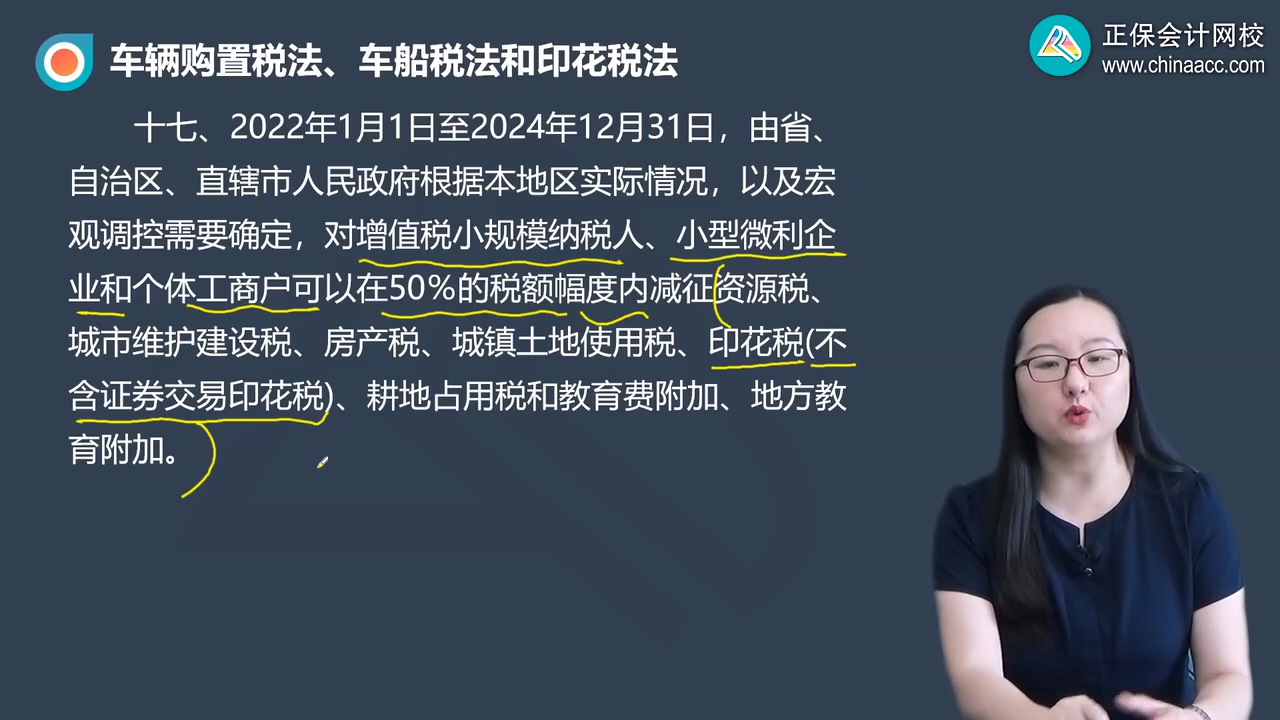 车辆购置税法、车船税法和印花税法
正保会计网校
www.chinaacc.com
十七、2022年1月1日至2024年12月31日，由省、
自治区、直辖市人民政府根据本地区实际情况，以及宏
观调控需要确定，对增值税小规模纳税人、小型微利企
业和个体工商户可以在50%的税额幅度内减征资源税、
城市维护建设税、房产税、城镇土地使用税、印花税(不
含证券交易印花税)、耕地占用税和教育费附加、地方教
育附加。